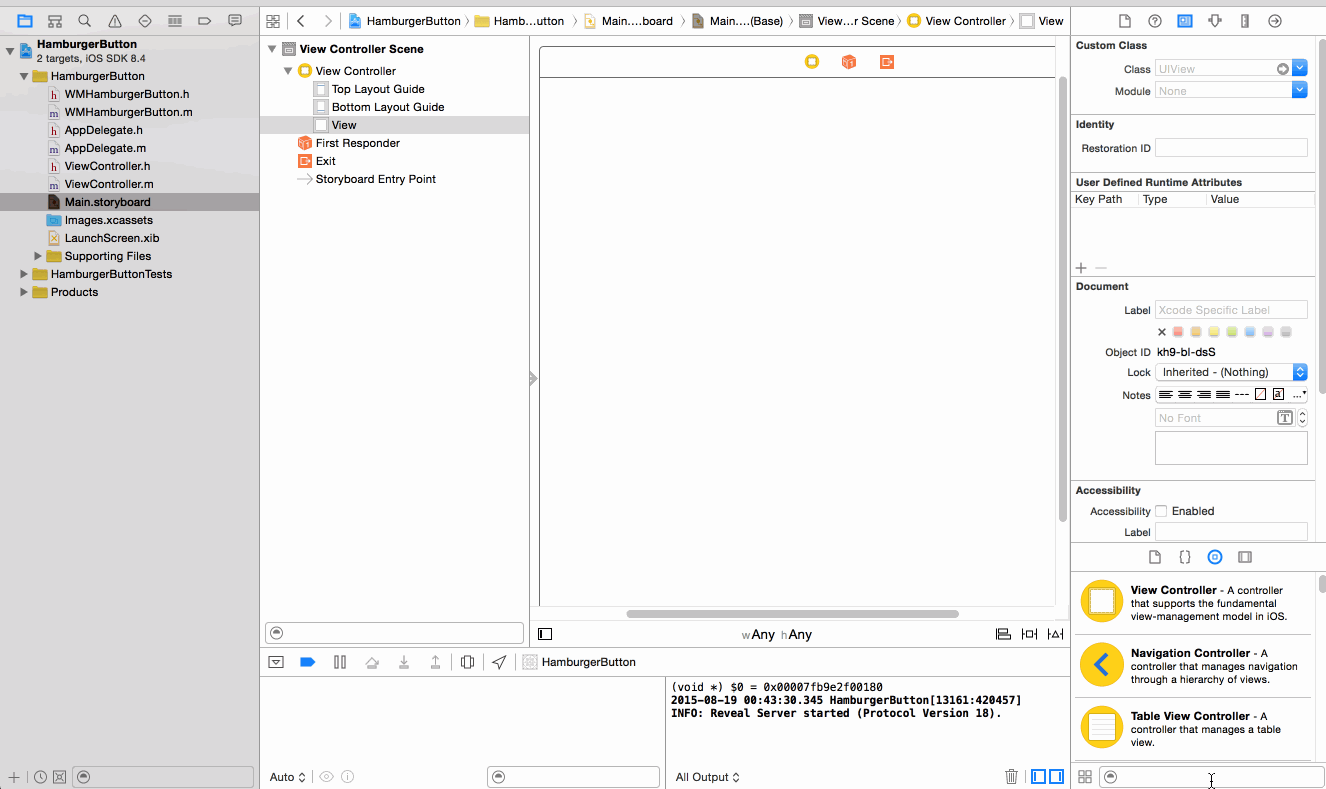 HamburgerButton
Hamb...utton
Main....board
Main....(Base)
View...r Scene
View Controller
View
HamburgerButton
2 targets, iOS SDK 8.4
HamburgerButton
WMHamburgerButton.h
WMHamburgerButton.m
AppDelegate.h
AppDelegate.m
ViewController.h
ViewController.m
Main.storyboard
Images.xcassets
LaunchScreen.xib
Supporting Files
HamburgerButtonTests
Products
View Controller Scene
View Controller
Top Layout Guide
Bottom Layout Guide
View
First Responder
Exit
Storyboard Entry Point
wAny hAny
HamburgerButton
(void *) $0 = 0x00007fb9e2f00180
2015-08-19 00:43:30.345 HamburgerButton[13161:420457]
INFO: Reveal Server started (Protocol Version 18).
Auto
All Output
Custom Class
Class UIView
Module None
Identity
Restoration ID
User Defined Runtime Attributes
Key Path Type Value
Document
Label Xcode Specific Label
Object ID kh9-bI-dsS
Lock Inherited - (Nothing)
Notes
No Font
Accessibility
Accessibility Enabled
Label
View Controller - A controller
that supports the fundamental
view-management model in iOS.
Navigation Controller - A
controller that manages navigation
through a hierarchy of views.
Table View Controller - A
controller that manages a table
view.